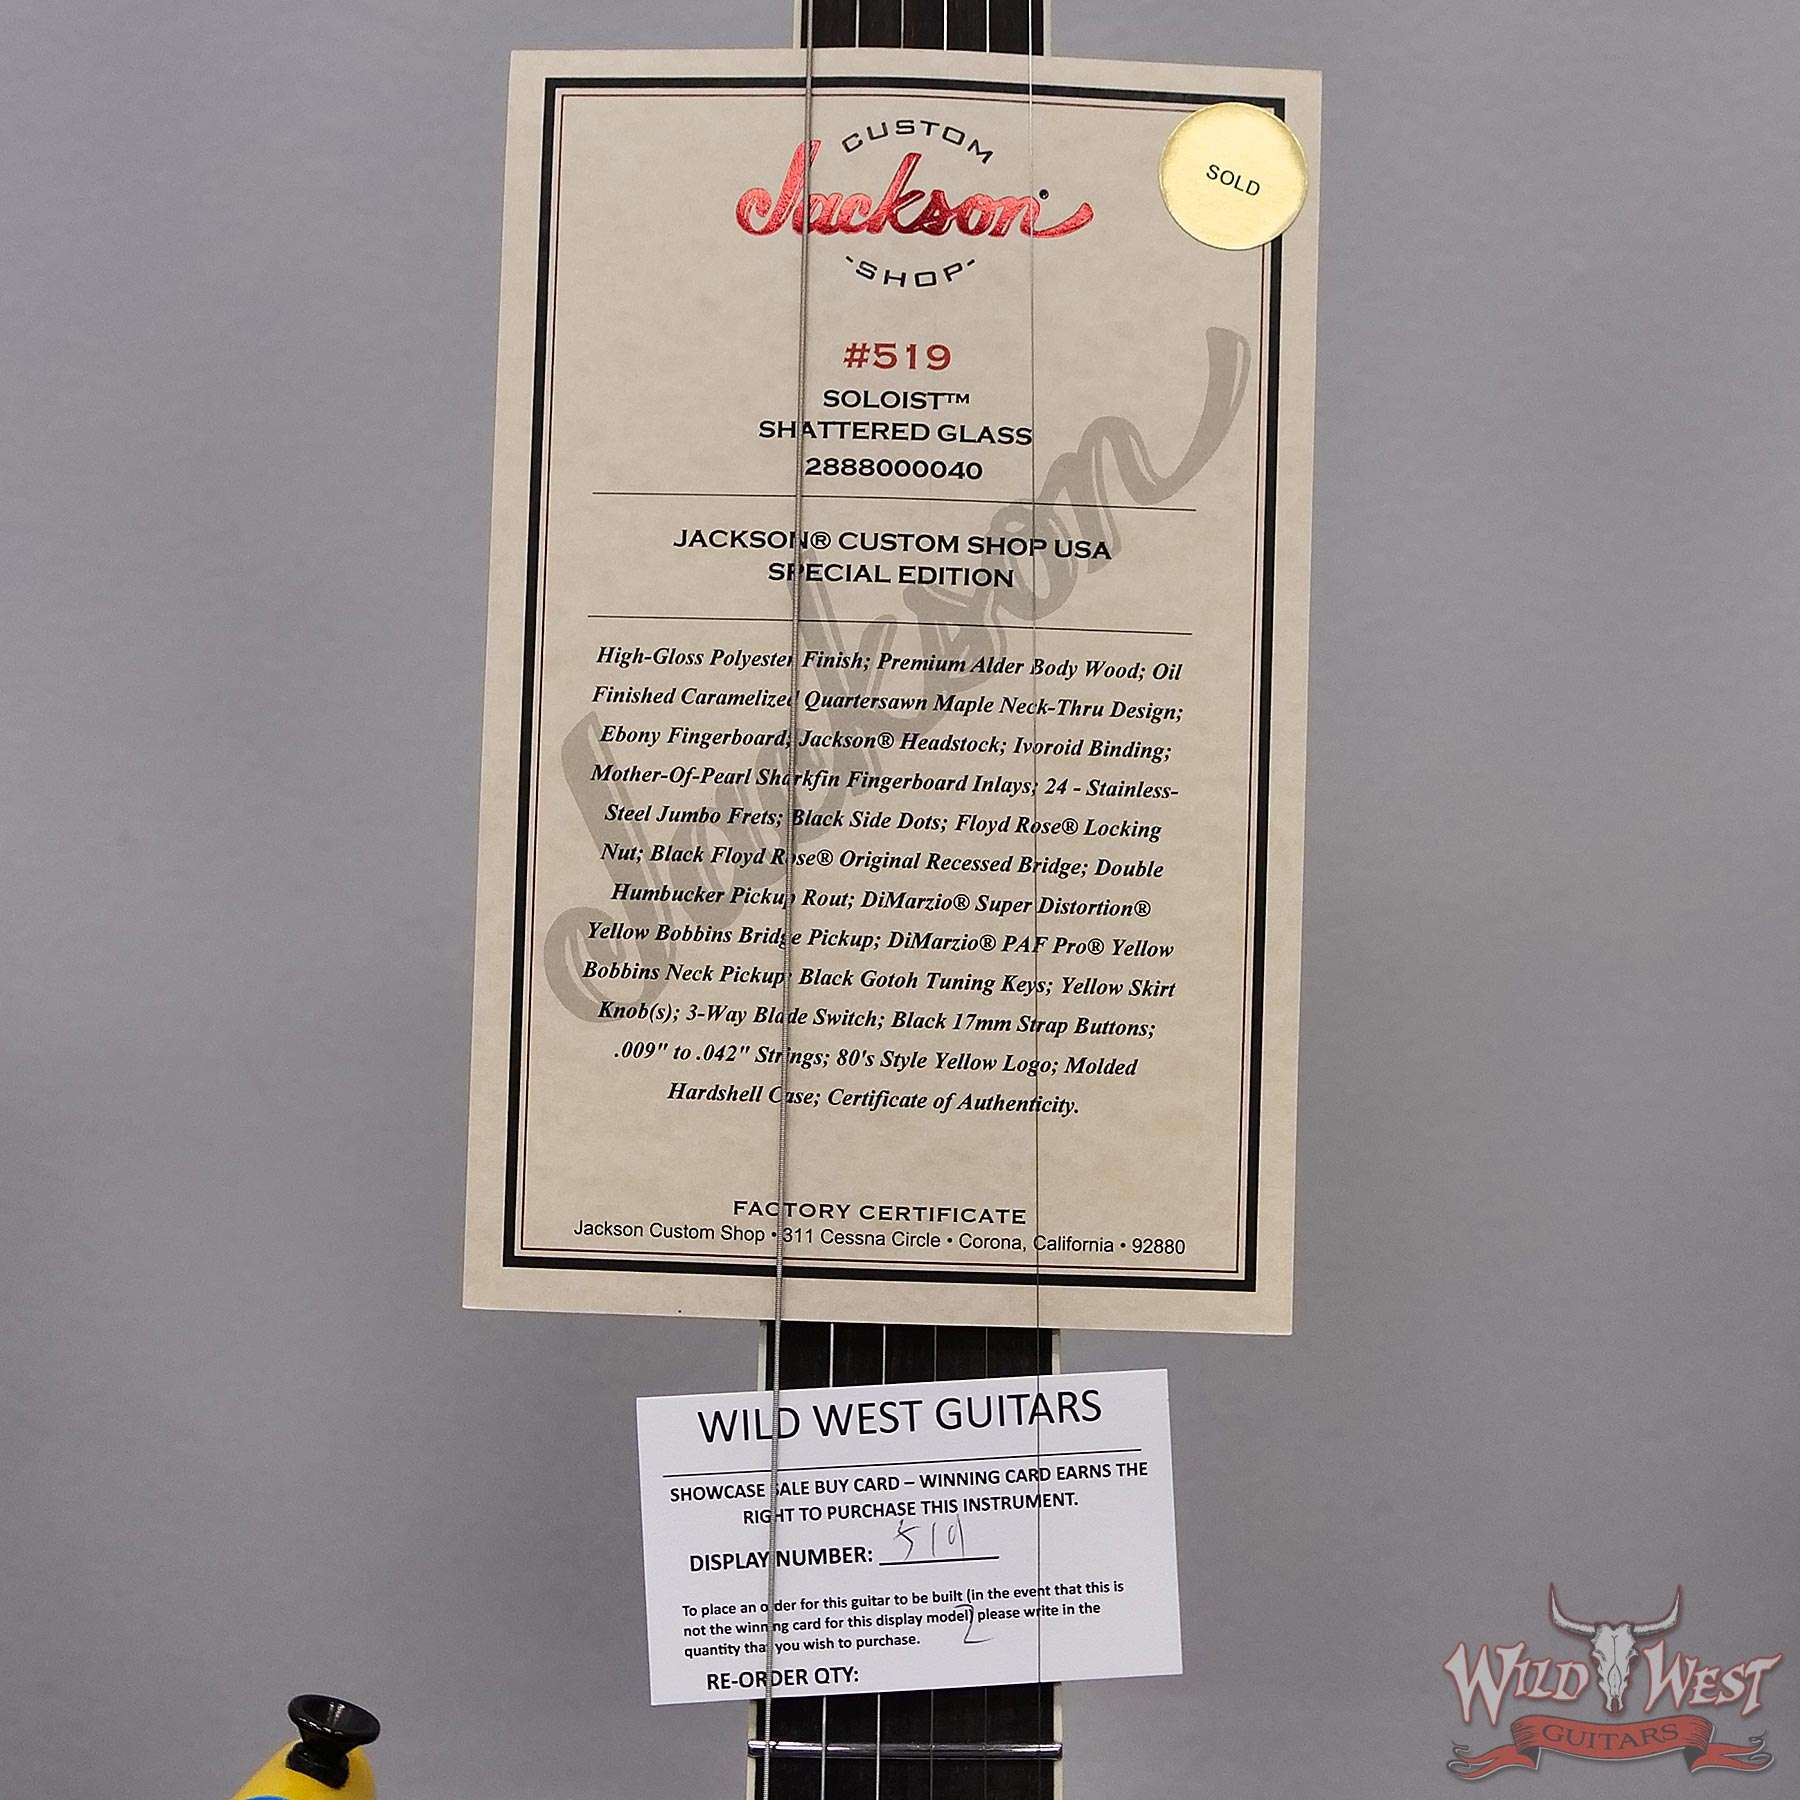 CUSTOM
Jackson
-SHOP-
SOLD
#519
SOLOIST™
SHATTERED GLASS
2888000040
JACKSON® CUSTOM SHOP USA
SPECIAL EDITION
High-Gloss Polyester Finish; Premium Alder Body Wood; Oil
Finished Caramelized Quartersawn Maple Neck-Thru Design;
Ebony Fingerboard; Jackson® Headstock; Ivoroid Binding;
Mother-Of-Pearl Sharkfin Fingerboard Inlays; 24 - Stainless-
Steel Jumbo Frets; Black Side Dots; Floyd Rose® Locking
Nut; Black Floyd Rose® Original Recessed Bridge; Double
Humbucker Pickup Rout; DiMarzio® Super Distortion®
Yellow Bobbins Bridge Pickup; DiMarzio® PAF Pro® Yellow
Bobbins Neck Pickup; Black Gotoh Tuning Keys; Yellow Skirt
Knob(s); 3-Way Blade Switch; Black 17mm Strap Buttons;
.009" to .042" Strings; 80's Style Yellow Logo; Molded
Hardshell Case; Certificate of Authenticity.
Jackson
FACTORY CERTIFICATE
Jackson Custom Shop • 311 Cessna Circle • Corona, California • 92880
WILD WEST GUITARS
SHOWCASE SALE BUY CARD – WINNING CARD EARNS THE
RIGHT TO PURCHASE THIS INSTRUMENT.
DISPLAY NUMBER: 519
To place an order for this guitar to be built (in the event that this is
not the winning card for this display model) please write in the
quantity that you wish to purchase.
2
RE-ORDER QTY:
WILD WEST
GUITARS